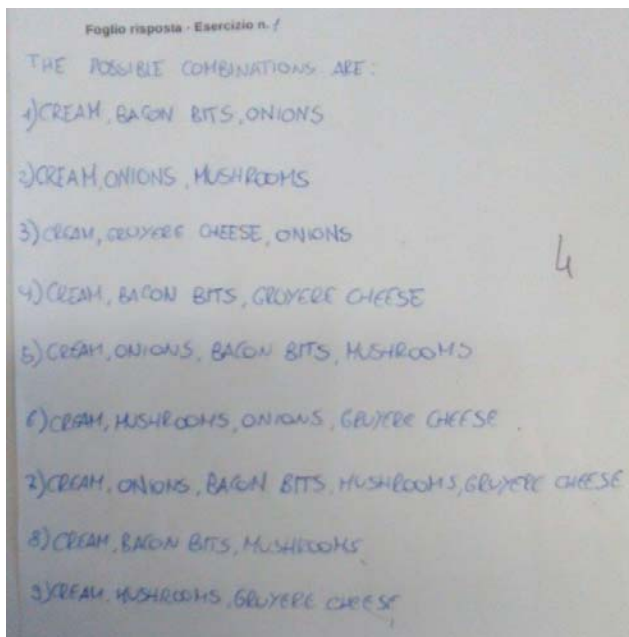 Foglio risposta - Esercizio n. 1
THE POSSIBLE COMBINATIONS ARE:
1) CREAM, BACON BITS, ONIONS
2) CREAM, ONIONS, MUSHROOMS
3) CREAM, GRUYERE CHEESE, ONIONS
4
4) CREAM, BACON BITS, GRUYERE CHEESE
5) CREAM, ONIONS, BACON BITS, MUSHROOMS
6) CREAM, MUSHROOMS, ONIONS, GRUYERE CHEESE
7) CREAM, ONIONS, BACON BITS, MUSHROOMS, GRUYERE CHEESE
8) CREAM, BACON BITS, MUSHROOMS
9) CREAM, MUSHROOMS, GRUYERE CHEESE